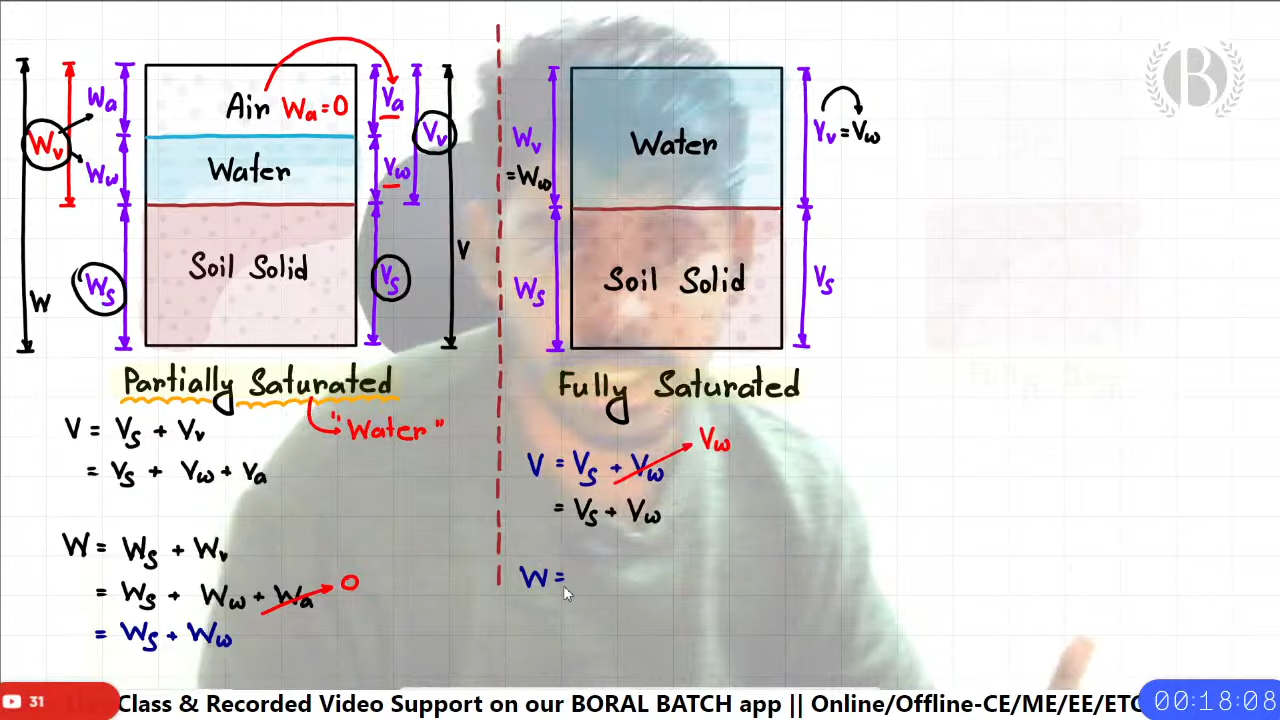 Wa
Wv
Ww
Ws
W
Air Wa=0
Water
Soil Solid
Va
Vw
Vv
Vs
V
Partially Saturated
"Water"
V = Vs + Vv
= Vs + Vw + Va
W = Ws + Wv
= Ws + Ww + Wa 0
= Ws + Ww
Wv
= Ww
Ws
Water
Soil Solid
Vv = Vw
Vs
Fully Saturated
V = Vs + Vw Vw
= Vs + Vw
W =
B
31
Class & Recorded Video Support on our BORAL BATCH app || Online/Offline-CE/ME/EE/ETC
00:18:08